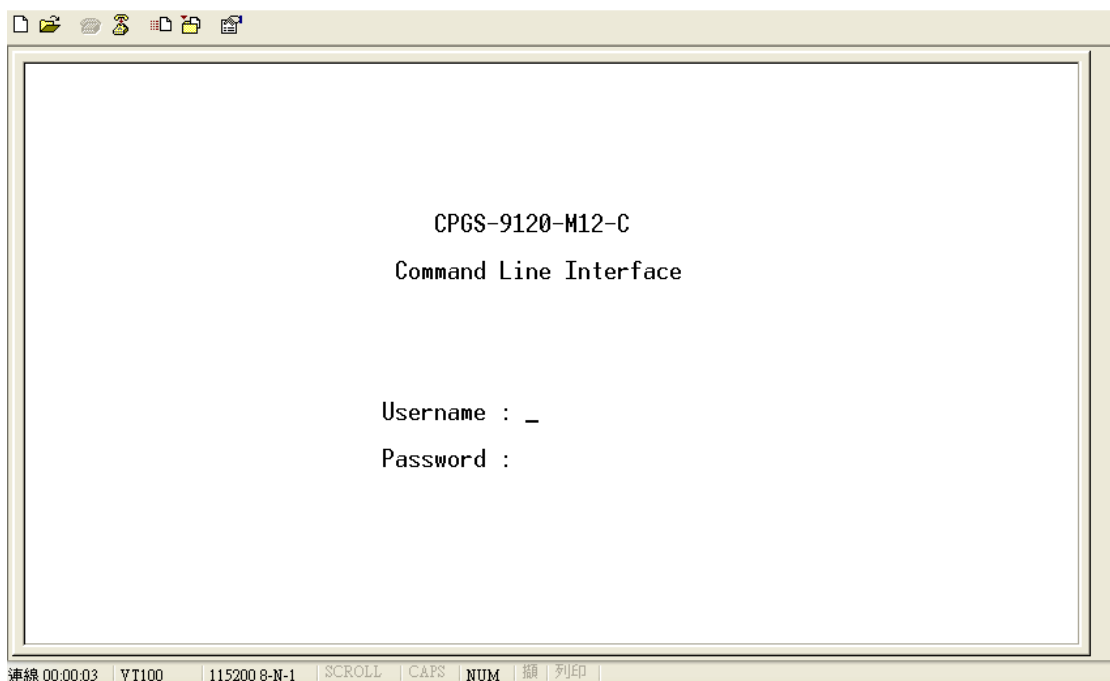 CPGS-9120-M12-C
Command Line Interface
Username : _
Password :
連線 00:00:03 VT100 115200 8-N-1 SCROLL CAPS NUM 擷 列印